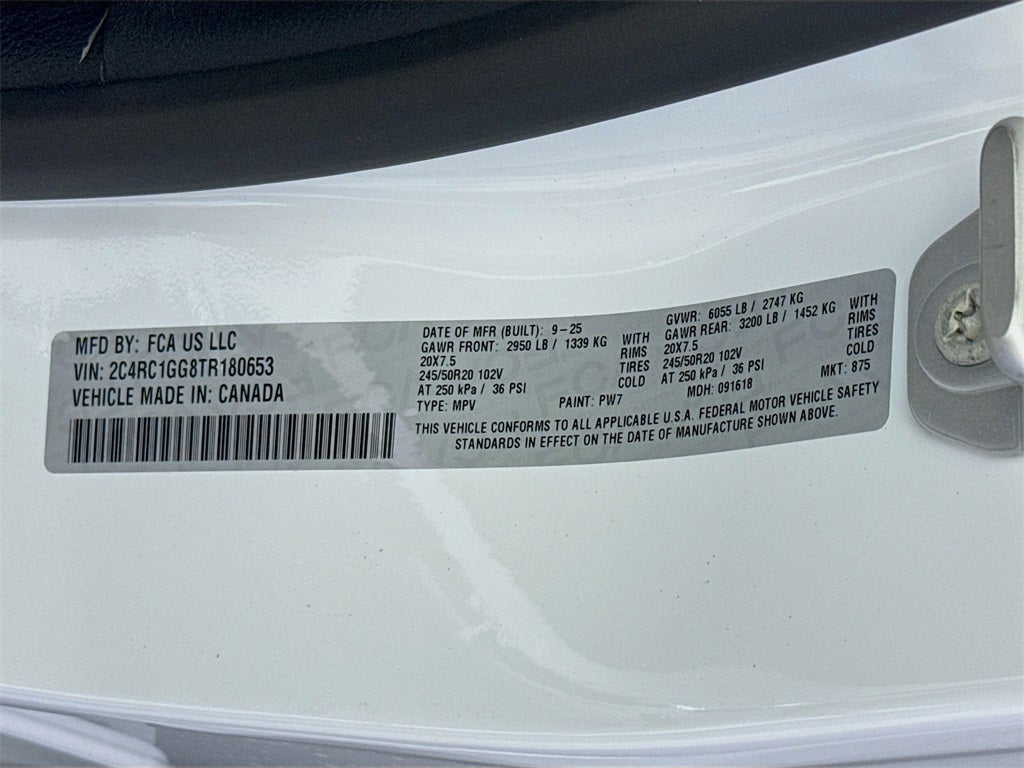 MFD BY: FCA US LLC
VIN: 2C4RC1GG8TR180653
VEHICLE MADE IN: CANADA
DATE OF MFR (BUILT): 9-25
GAWR FRONT: 2950 LB / 1339 KG WITH
20X7.5 RIMS
245/50R20 102V TIRES
AT 250 kPa / 36 PSI COLD
TYPE: MPV PAINT: PW7
GVWR: 6055 LB / 2747 KG
GAWR REAR: 3200 LB / 1452 KG WITH
20X7.5 RIMS
245/50R20 102V TIRES
AT 250 kPa / 36 PSI COLD
MDH: 091618 MKT: 875
THIS VEHICLE CONFORMS TO ALL APPLICABLE U.S.A. FEDERAL MOTOR VEHICLE SAFETY
STANDARDS IN EFFECT ON THE DATE OF MANUFACTURE SHOWN ABOVE.